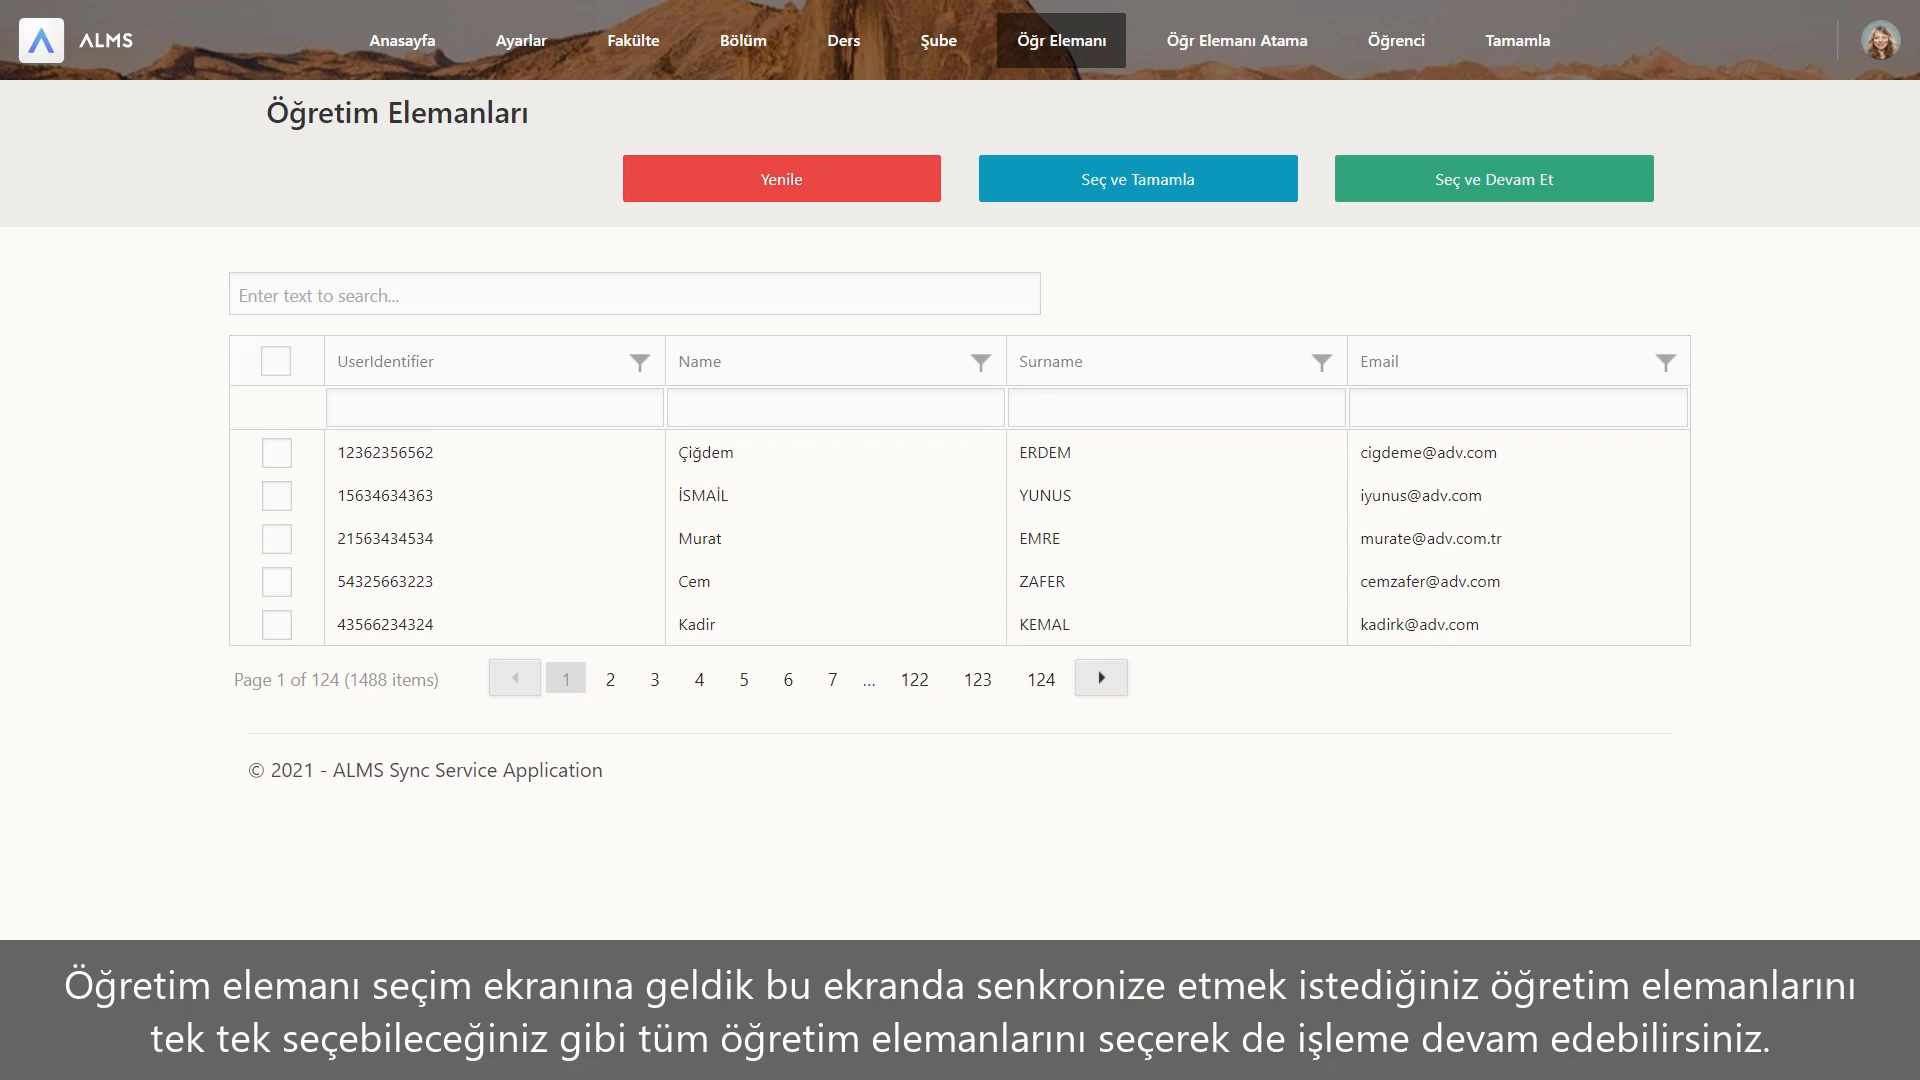 ALMS
Anasayfa Ayarlar Fakülte Bölüm Ders Şube Öğr Elemanı Öğr Elemanı Atama Öğrenci Tamamla
Öğretim Elemanları
Yenile Seç ve Tamamla Seç ve Devam Et
Enter text to search...
UserIdentifier Name Surname Email
12362356562 Çiğdem ERDEM cigdeme@adv.com
15634634363 İSMAİL YUNUS iyunus@adv.com
21563434534 Murat EMRE murate@adv.com.tr
54325663223 Cem ZAFER cemzafer@adv.com
43566234324 Kadir KEMAL kadirk@adv.com
Page 1 of 124 (1488 items) 1 2 3 4 5 6 7 ... 122 123 124
© 2021 - ALMS Sync Service Application
Öğretim elemanı seçim ekranına geldik bu ekranda senkronize etmek istediğiniz öğretim elemanlarını
tek tek seçebileceğiniz gibi tüm öğretim elemanlarını seçerek de işleme devam edebilirsiniz.